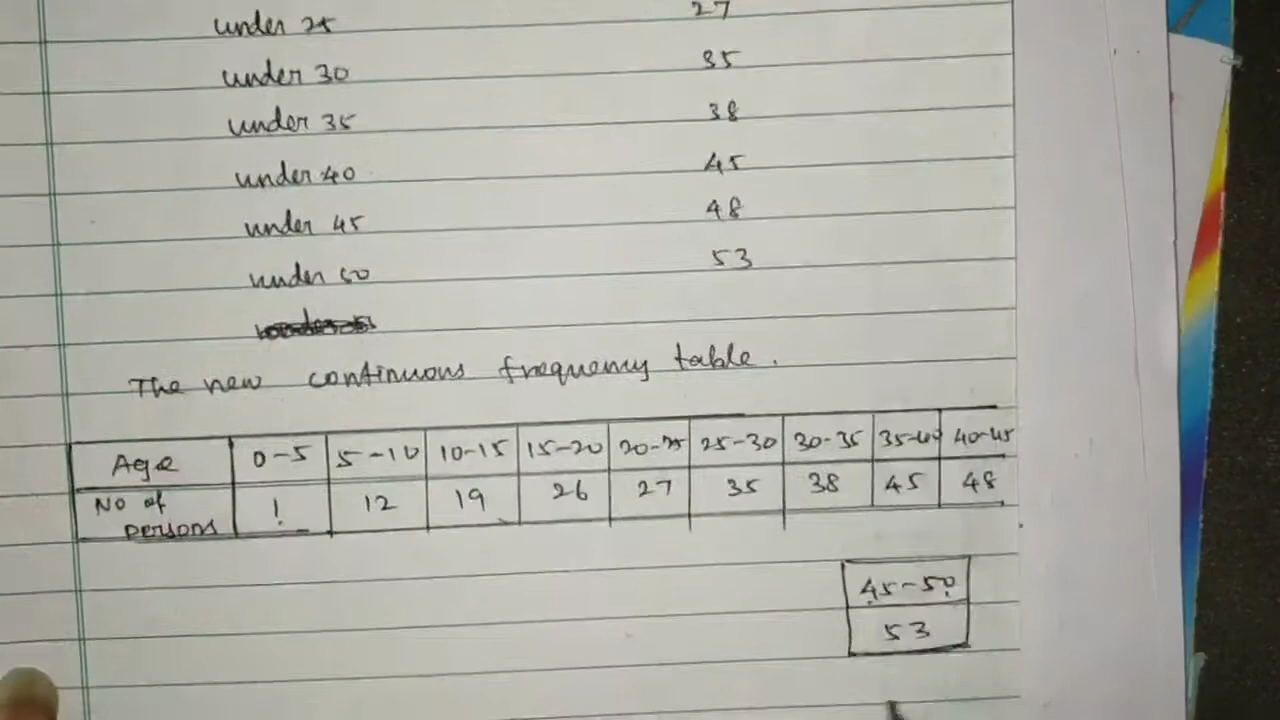 under 25 27
under 30 35
under 35 38
under 40 45
under 45 48
under 50 53
The new continuous frequency table.
Age 0-5 5-10 10-15 15-20 20-25 25-30 30-35 35-40 40-45
No of persons 1 12 19 26 27 35 38 45 48
45-50
53